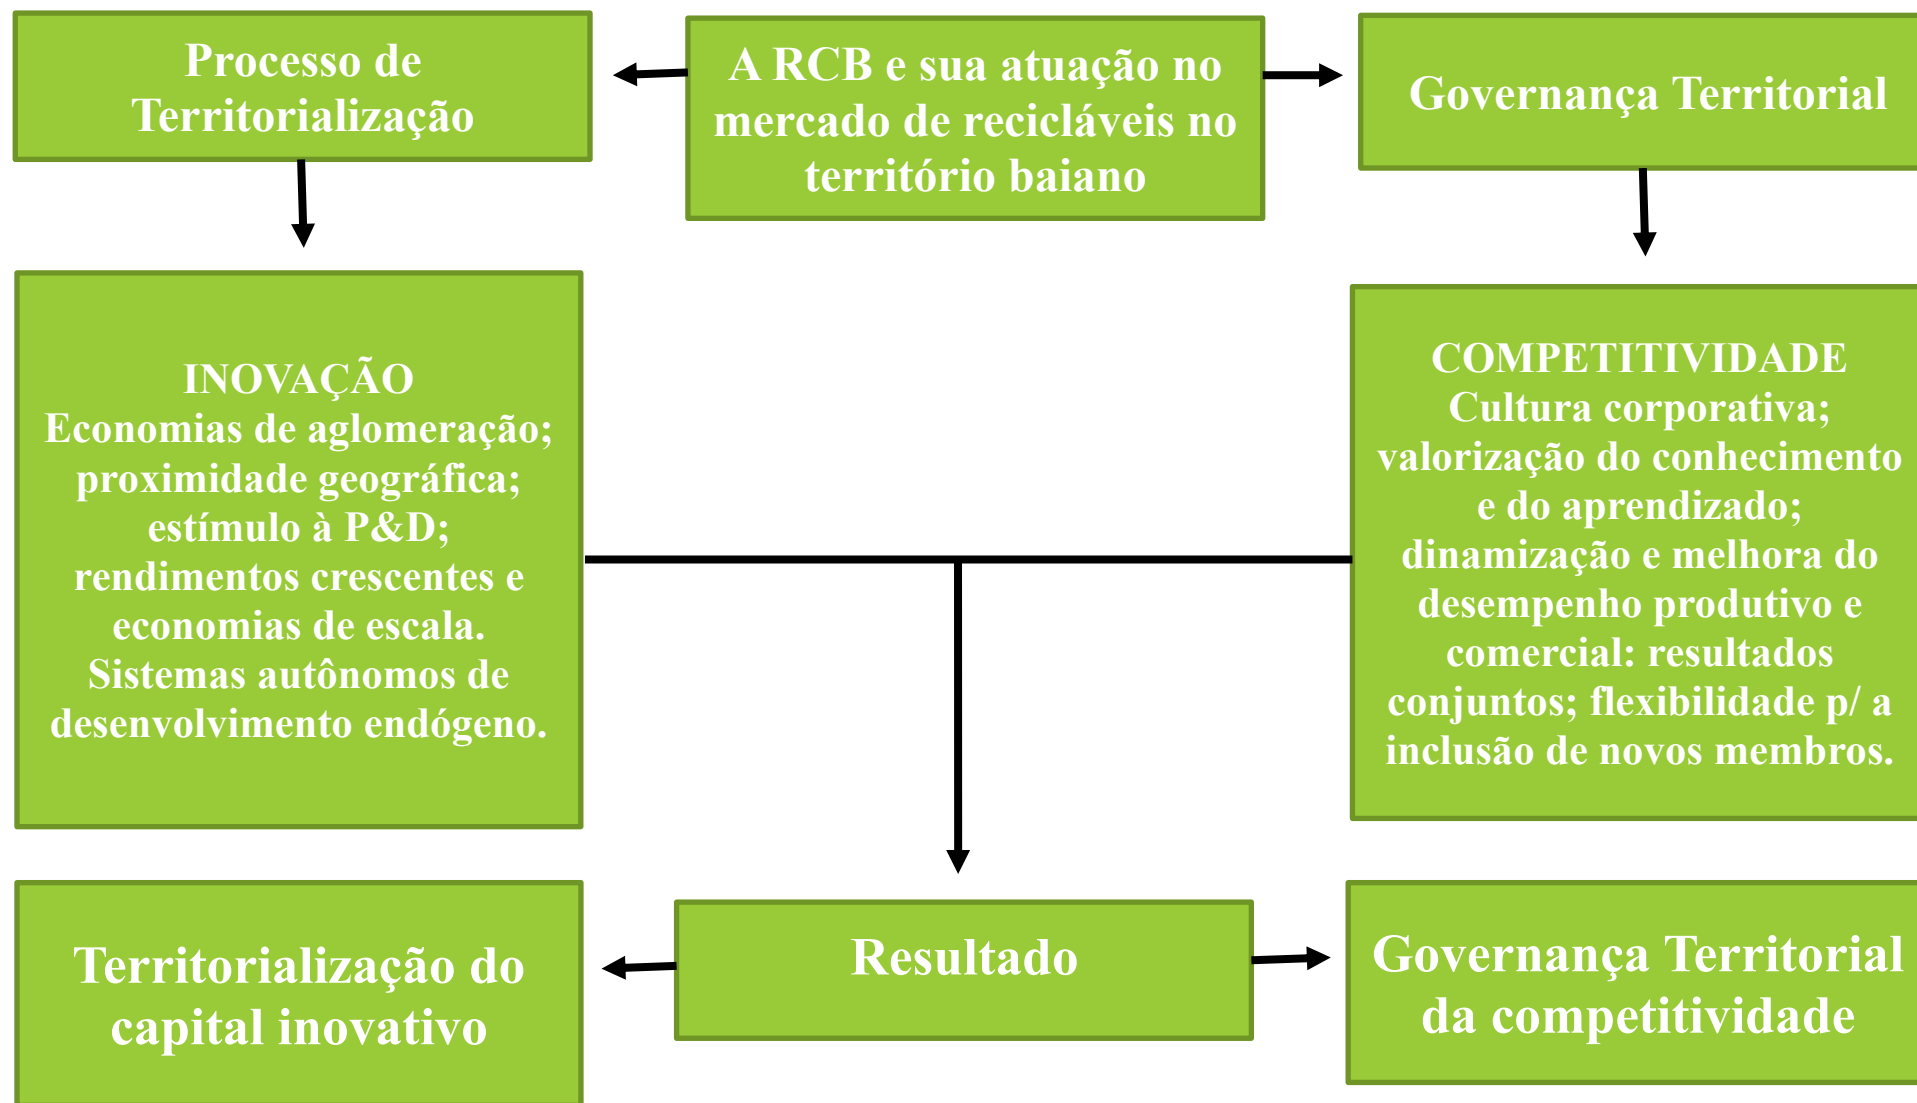 Processo de
Territorialização
A RCB e sua atuação no
mercado de recicláveis no
território baiano
Governança Territorial
INOVAÇÃO
Economias de aglomeração;
proximidade geográfica;
estímulo à P&D;
rendimentos crescentes e
economias de escala.
Sistemas autônomos de
desenvolvimento endógeno.
COMPETITIVIDADE
Cultura corporativa;
valorização do conhecimento
e do aprendizado;
dinamização e melhora do
desempenho produtivo e
comercial: resultados
conjuntos; flexibilidade p/ a
inclusão de novos membros.
Territorialização do
capital inovativo
Resultado
Governança Territorial
da competitividade